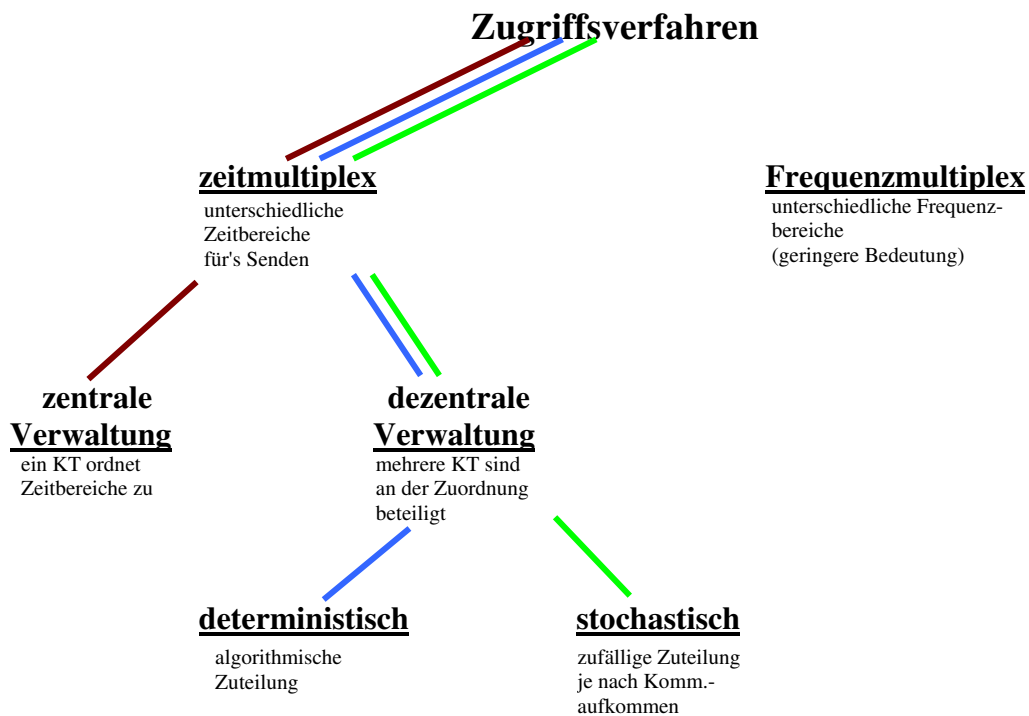 Zugriffsverfahren
zeitmultiplex
unterschiedliche
Zeitbereiche
für's Senden
Frequenzmultiplex
unterschiedliche Frequenz-
bereiche
(geringere Bedeutung)
zentrale
Verwaltung
ein KT ordnet
Zeitbereiche zu
dezentrale
Verwaltung
mehrere KT sind
an der Zuordnung
beteiligt
deterministisch
algorithmische
Zuteilung
stochastisch
zufällige Zuteilung
je nach Komm.-
aufkommen